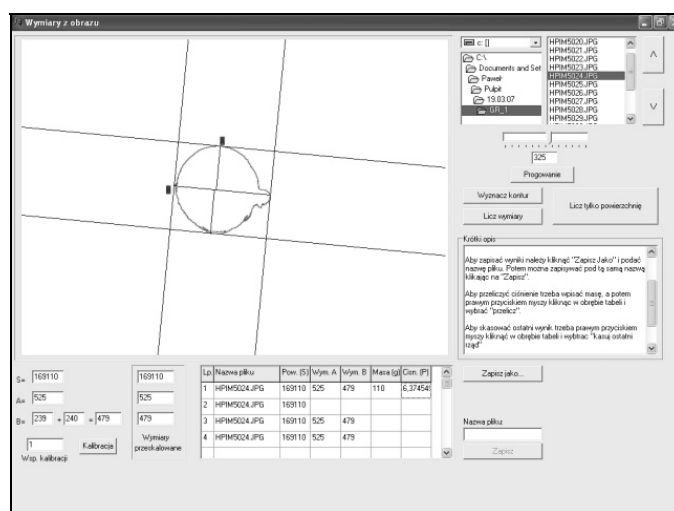 Wymiary z obrazu
c: []
C:\
Documents and Set
Paweł
Pulpit
19.03.07
GR_1
HPIM5020.JPG
HPIM5021.JPG
HPIM5022.JPG
HPIM5023.JPG
HPIM5024.JPG
HPIM5025.JPG
HPIM5026.JPG
HPIM5027.JPG
HPIM5028.JPG
HPIM5029.JPG
325
Progowanie
Wyznacz kontur
Licz wymiary
Licz tylko powierzchnię
Krótki opis
Aby zapisać wyniki należy kliknąć "Zapisz Jako" i podać
nazwę pliku. Potem można zapisywać pod tą samą nazwą
klikając na "Zapisz".
Aby przeliczyć ciśnienie trzeba wpisać masę, a potem
prawym przyciskiem myszy kliknąć w obrębie tabeli i
wybrać "przelicz".
Aby skasować ostatni wynik trzeba prawym przyciskiem
myszy kliknąć w obrębie tabeli i wybtrac "kasuj ostatni
rząd"
S= 169110
A= 525
B= 239 + 240 = 479
1
Wsp. kalibracji
Kalibracja
169110
525
479
Wymiary
przeskalowane
Lp. Nazwa pliku Pow. (S) Wym. A Wym. B Masa (g) Cisn. (P)
1 HPIM5024.JPG 169110 525 479 110 6,374545
2 HPIM5024.JPG 169110
3 HPIM5024.JPG 169110 525 479
4 HPIM5024.JPG 169110 525 479
Zapisz jako...
Nazwa pliku:
Zapisz